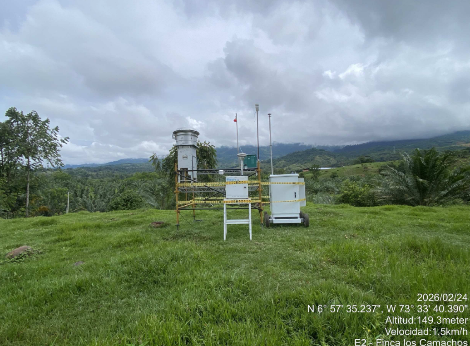 2026/02/24
N 6° 57' 35.237", W 73° 33' 40.390"
Altitud:149.3meter
Velocidad:1.5km/h
E2 - Finca los Camachos